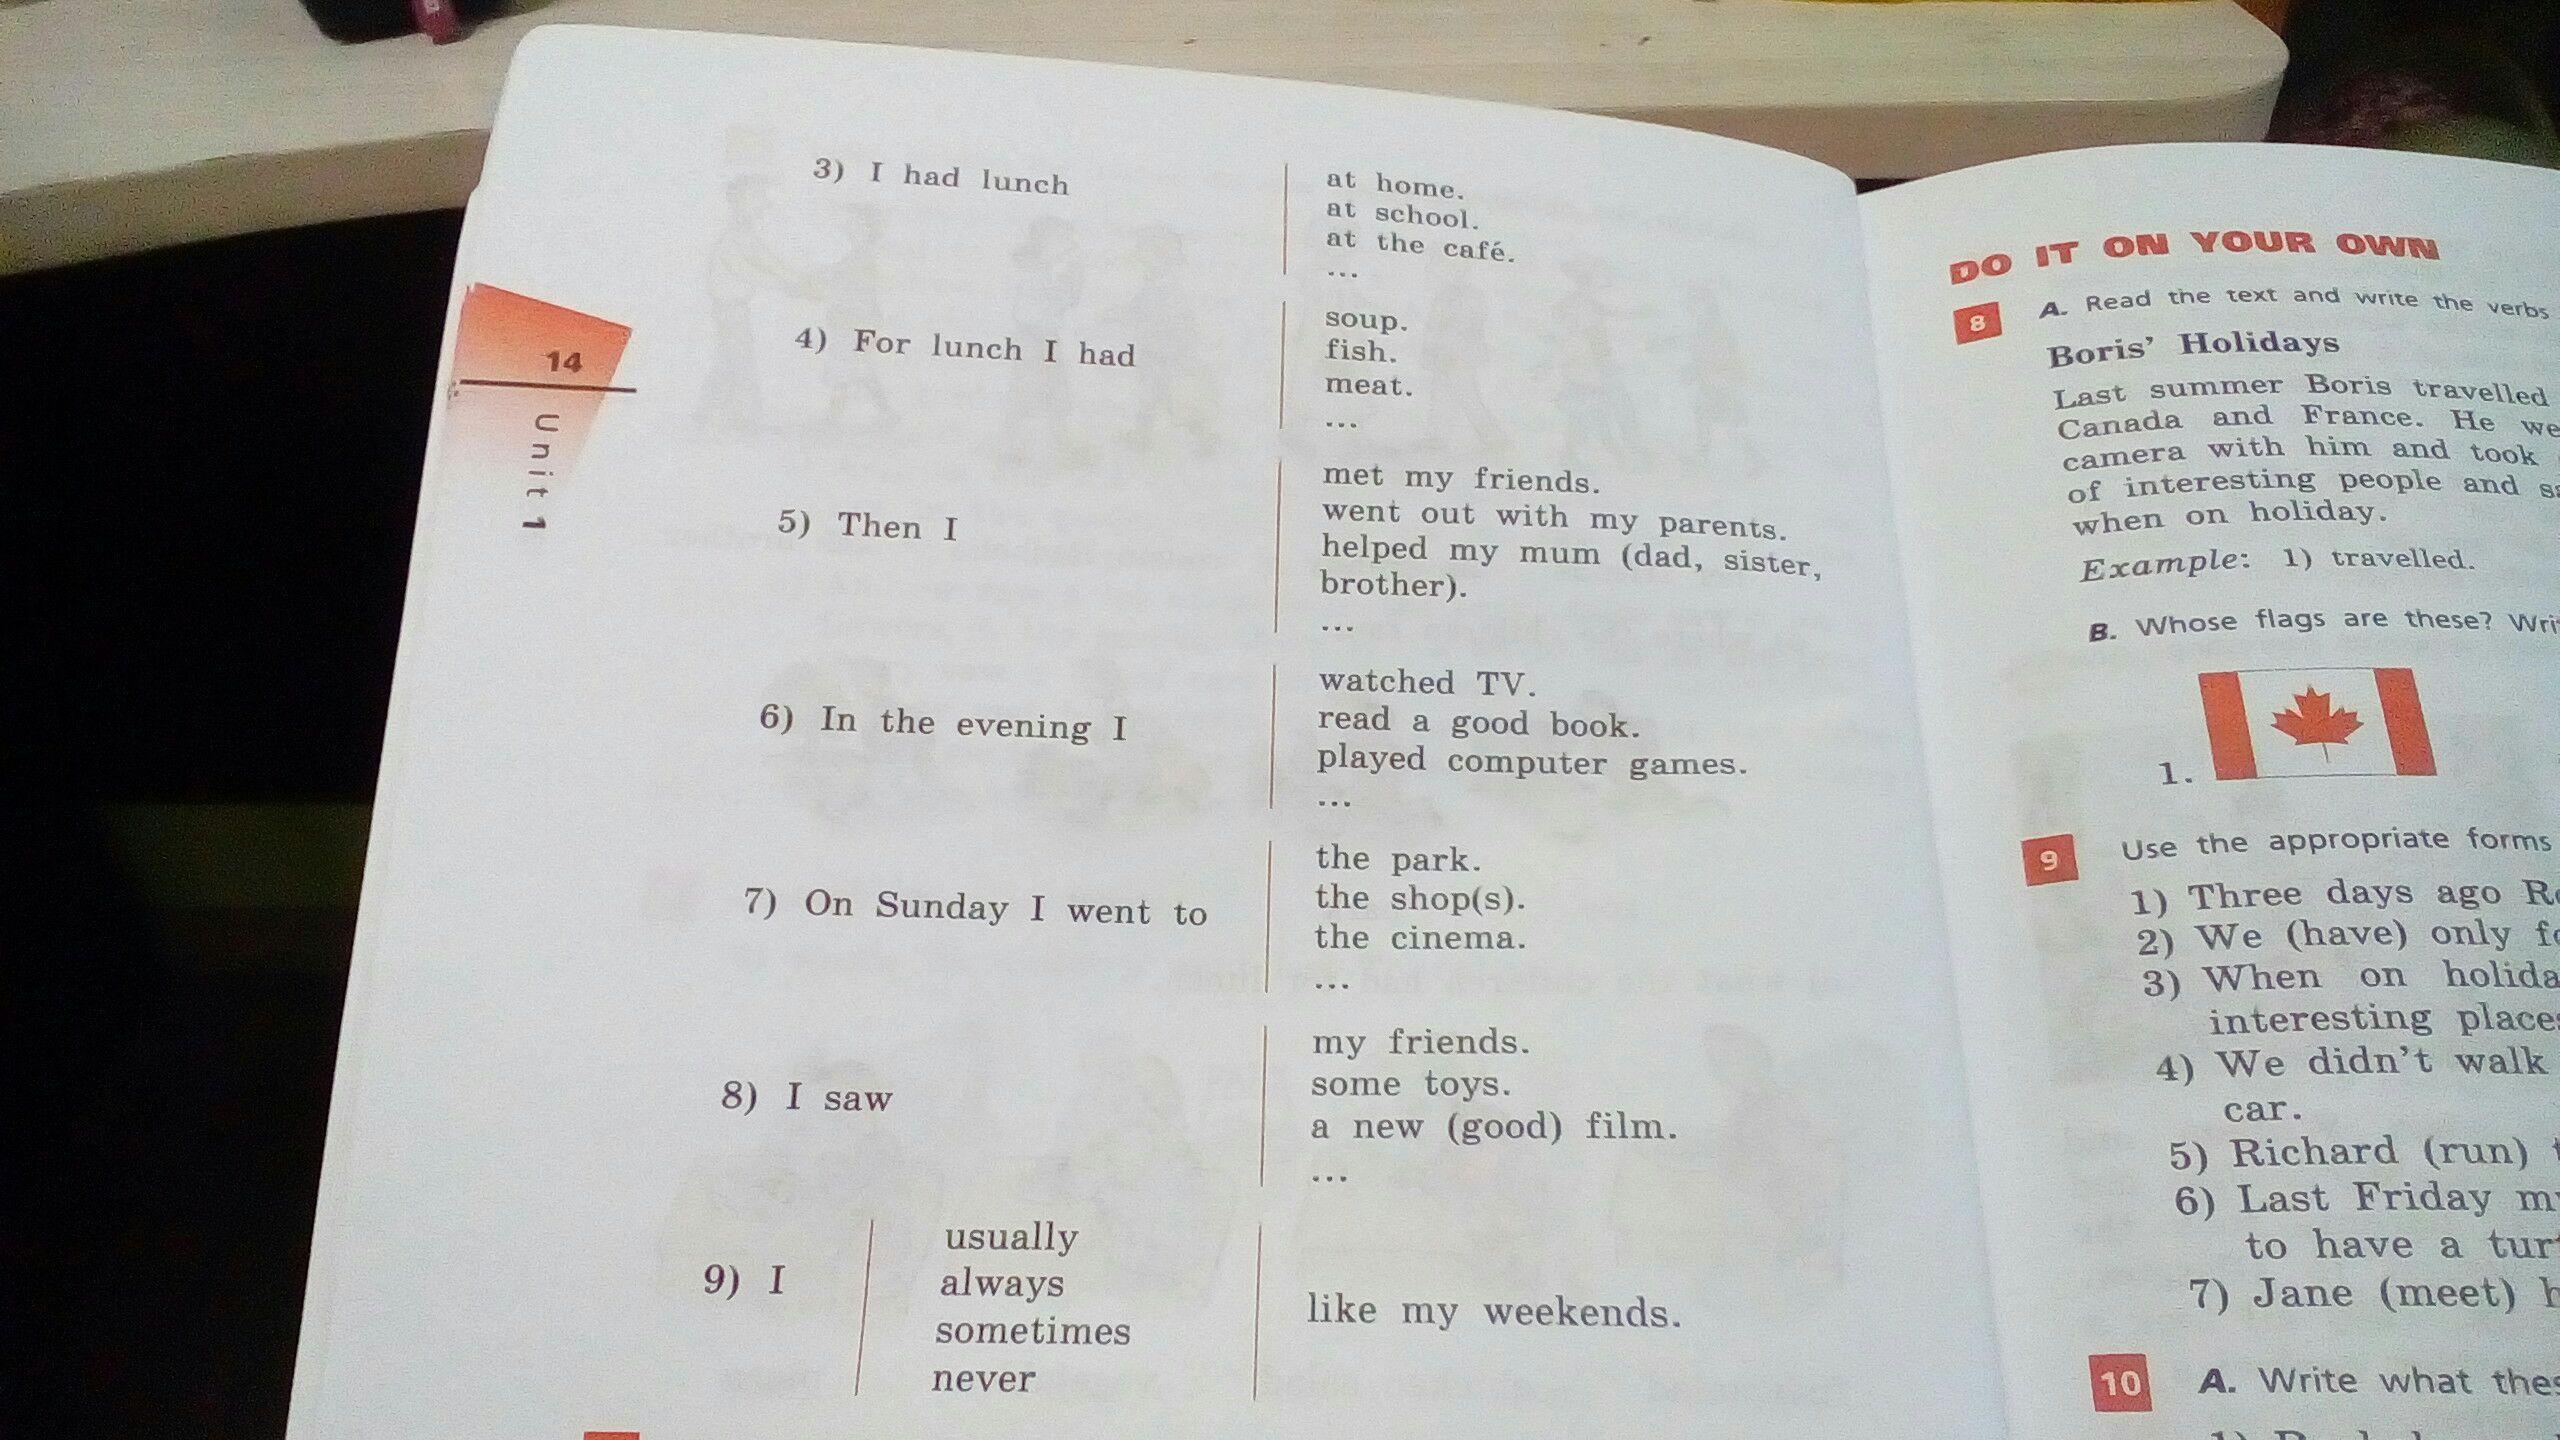 3) I had lunch
at home.
at school.
at the café.
...
4) For lunch I had
soup.
fish.
meat.
...
5) Then I
met my friends.
went out with my parents.
helped my mum (dad, sister,
brother).
...
6) In the evening I
watched TV.
read a good book.
played computer games.
...
7) On Sunday I went to
the park.
the shop(s).
the cinema.
...
8) I saw
my friends.
some toys.
a new (good) film.
...
9) I
usually
always
sometimes
never
like my weekends.
14
Unit 1
DO IT ON YOUR OWN
8 A. Read the text and write the verbs
Boris' Holidays
Last summer Boris travelled
Canada and France. He
camera with him and took
of interesting people and
when on holiday.
Example: 1) travelled.
B. Whose flags are these?
1.
9 Use the appropriate forms
1) Three days ago
2) We (have) only
3) When on
interesting
4) We didn't walk
car.
5) Richard (run)
6) Last Friday
to have a
7) Jane (meet)
10 A. Write what